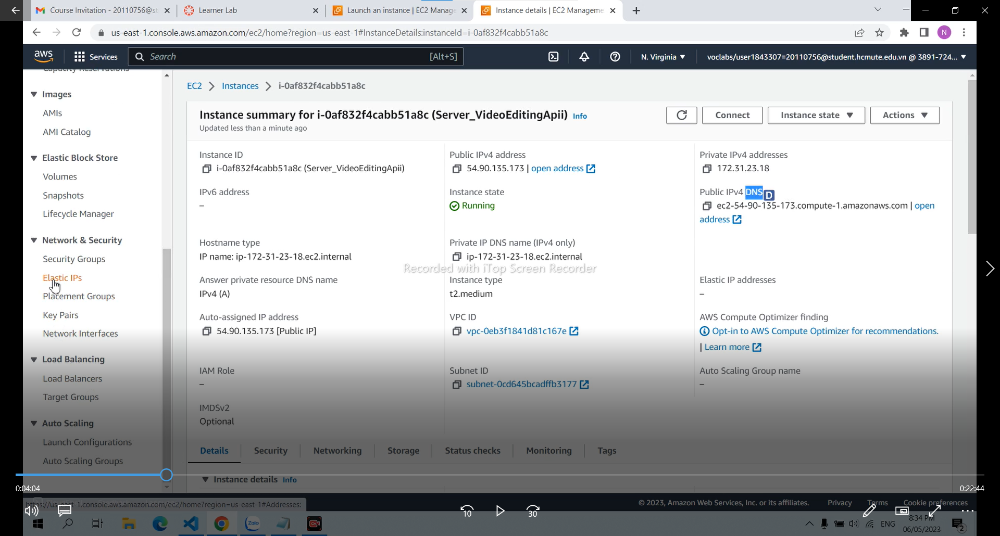 Course Invitation - 20110756@st
Learner Lab
Launch an instance | EC2 Manage
Instance details | EC2 Manageme
us-east-1.console.aws.amazon.com/ec2/home?region=us-east-1#InstanceDetails:instanceId=i-0af832f4cabb51a8c
N
aws
Services
Search
[Alt+S]
N. Virginia
voclabs/user1843307=20110756@student.hcmute.edu.vn @ 3891-724...
Capacity Reservations
Images
AMIs
AMI Catalog
Elastic Block Store
Volumes
Snapshots
Lifecycle Manager
Network & Security
Security Groups
Elastic IPs
Placement Groups
Key Pairs
Network Interfaces
Load Balancing
Load Balancers
Target Groups
Auto Scaling
Launch Configurations
Auto Scaling Groups
EC2 > Instances > i-0af832f4cabb51a8c
Instance summary for i-0af832f4cabb51a8c (Server_VideoEditingApii) Info
Updated less than a minute ago
Connect
Instance state
Actions
Instance ID
i-0af832f4cabb51a8c (Server_VideoEditingApii)
Public IPv4 address
54.90.135.173 | open address
Private IPv4 addresses
172.31.23.18
IPv6 address
–
Instance state
Running
Public IPv4 DNS
D
ec2-54-90-135-173.compute-1.amazonaws.com | open
address
Hostname type
IP name: ip-172-31-23-18.ec2.internal
Private IP DNS name (IPv4 only)
ip-172-31-23-18.ec2.internal
Recorded with iTop Screen Recorder
Answer private resource DNS name
IPv4 (A)
Instance type
t2.medium
Elastic IP addresses
–
Auto-assigned IP address
54.90.135.173 [Public IP]
VPC ID
vpc-0eb3f1841d81c167e
AWS Compute Optimizer finding
Opt-in to AWS Compute Optimizer for recommendations.
| Learn more
IAM Role
–
Subnet ID
subnet-0cd645bcadffb3177
Auto Scaling Group name
–
IMDSv2
Optional
Details
Security
Networking
Storage
Status checks
Monitoring
Tags
Instance details Info
0:04:04
0:22:44
https://us-east-1.console.aws.amazon.com/ec2/home?region=us-east-1#Addresses:
© 2023, Amazon Web Services, Inc. or its affiliates.
Privacy
Terms
Cookie preferences
10
30
Zalo
ENG
8:34 PM
06/05/2023
2